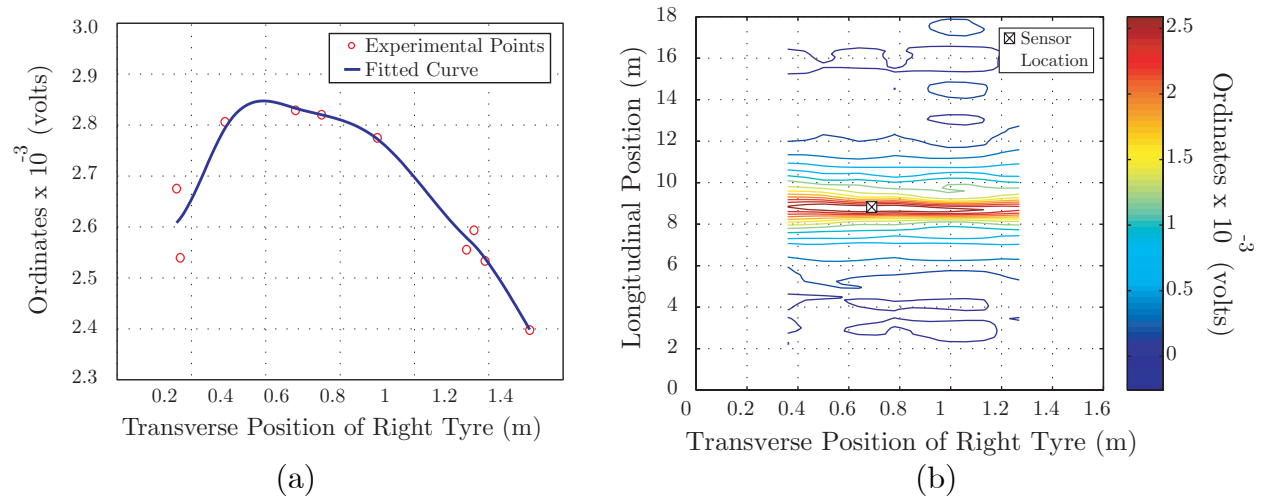 3.0
2.9
2.8
2.7
2.6
2.5
2.4
2.3
Ordinates x 10⁻³ (volts)
Experimental Points
Fitted Curve
0.2 0.4 0.6 0.8 1.0 1.2 1.4
Transverse Position of Right Tyre (m)
(a)
18
16
14
12
10
8
6
4
2
0
Longitudinal Position (m)
Sensor
Location
0 0.2 0.4 0.6 0.8 1 1.2 1.4 1.6
Transverse Position of Right Tyre (m)
(b)
2.5
2
1.5
1
0.5
0
Ordinates x 10⁻³ (volts)